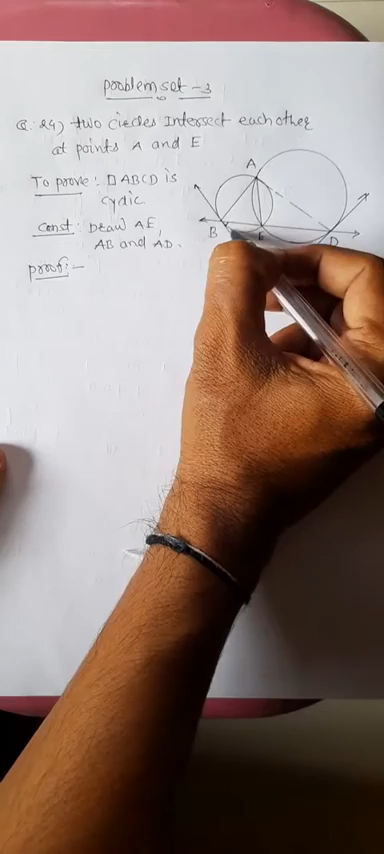 Problem set - 3
Q. 24) two circles Intersect each other
at points A and E
To prove: □ ABCD is
cyclic
Const: Draw AE,
AB and AD.
proof:-
A
B E D